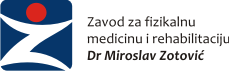 Zavod za fizikalnu
medicinu i rehabilitaciju
Dr Miroslav Zotović